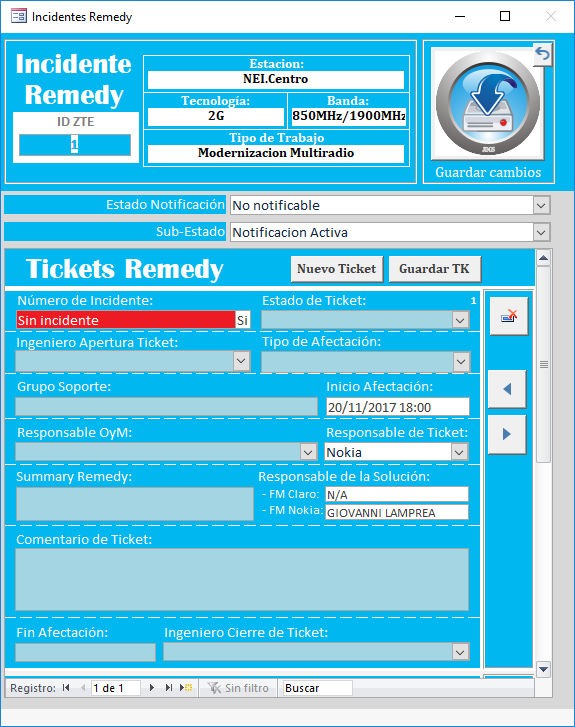 Incidentes Remedy
Incidente
Remedy
ID ZTE
1
Estacion:
NEI.Centro
Tecnología: Banda:
2G 850MHz/1900MHz
Tipo de Trabajo
Modernizacion Multiradio
Guardar cambios
Estado Notificación No notificable
Sub-Estado Notificacion Activa
Tickets Remedy Nuevo Ticket Guardar TK
Número de Incidente: Estado de Ticket: 1
Sin incidente Si
Ingeniero Apertura Ticket: Tipo de Afectación:
Grupo Soporte: Inicio Afectación:
20/11/2017 18:00
Responsable OyM: Responsable de Ticket:
Nokia
Summary Remedy: Responsable de la Solución:
- FM Claro: N/A
- FM Nokia: GIOVANNI LAMPREA
Comentario de Ticket:
Fin Afectación: Ingeniero Cierre de Ticket:
Registro: 1 de 1 Sin filtro Buscar